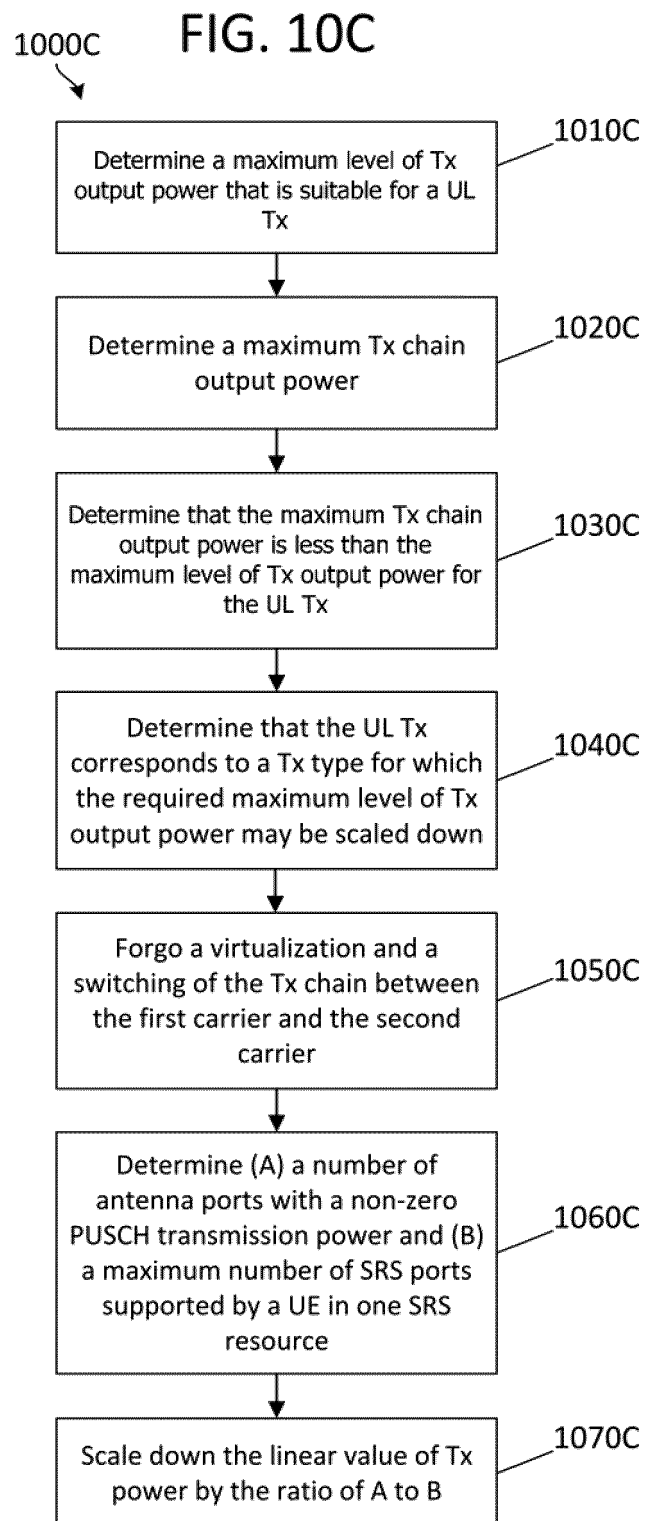 FIG. 10C
1000C
Determine a maximum level of Tx
output power that is suitable for a UL
Tx
1010C
Determine a maximum Tx chain
output power
1020C
Determine that the maximum Tx chain
output power is less than the
maximum level of Tx output power for
the UL Tx
1030C
Determine that the UL Tx
corresponds to a Tx type for which
the required maximum level of Tx
output power may be scaled down
1040C
Forgo a virtualization and a
switching of the Tx chain between
the first carrier and the second
carrier
1050C
Determine (A) a number of
antenna ports with a non-zero
PUSCH transmission power and (B)
a maximum number of SRS ports
supported by a UE in one SRS
resource
1060C
Scale down the linear value of Tx
power by the ratio of A to B
1070C